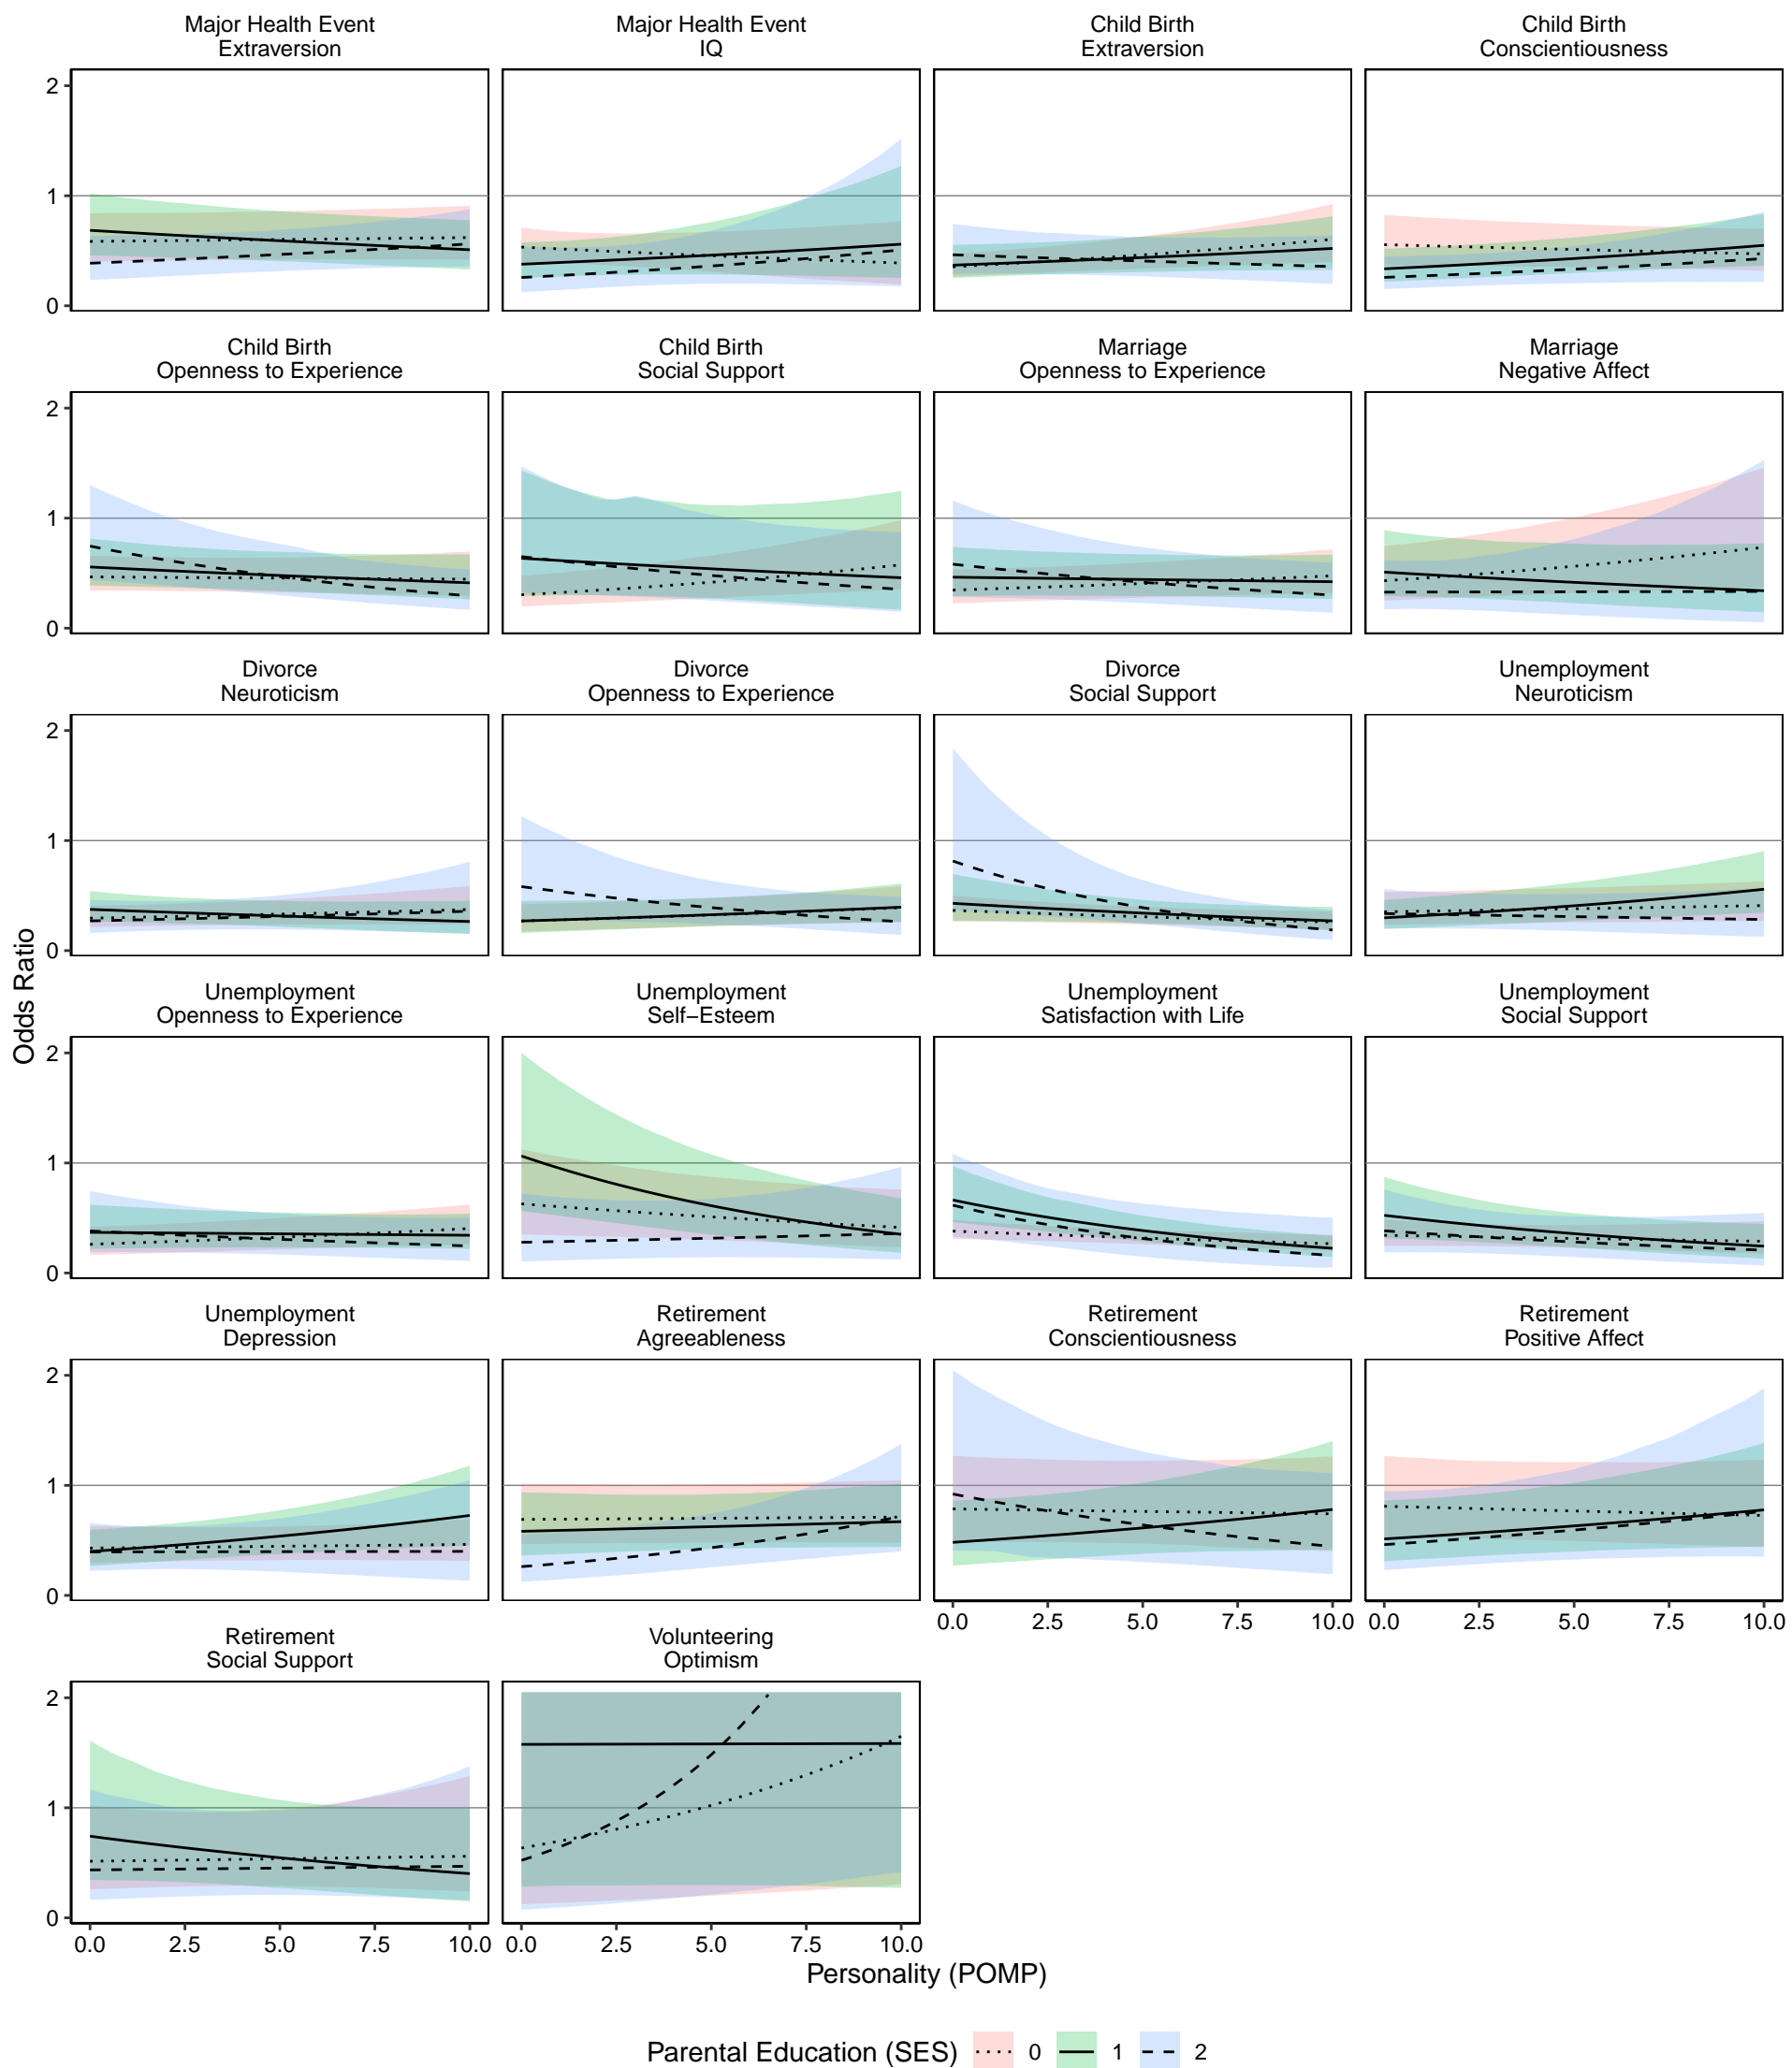 Major Health Event
Extraversion
Major Health Event
IQ
Child Birth
Extraversion
Child Birth
Conscientiousness
2
1
0
Child Birth
Openness to Experience
Child Birth
Social Support
Marriage
Openness to Experience
Marriage
Negative Affect
2
1
0
Divorce
Neuroticism
Divorce
Openness to Experience
Divorce
Social Support
Unemployment
Neuroticism
2
1
0
Odds Ratio
Unemployment
Openness to Experience
Unemployment
Self−Esteem
Unemployment
Satisfaction with Life
Unemployment
Social Support
2
1
0
Unemployment
Depression
Retirement
Agreeableness
Retirement
Conscientiousness
Retirement
Positive Affect
2
1
0
0.0 2.5 5.0 7.5 10.0
0.0 2.5 5.0 7.5 10.0
Retirement
Social Support
Volunteering
Optimism
2
1
0
0.0 2.5 5.0 7.5 10.0
0.0 2.5 5.0 7.5 10.0
Personality (POMP)
Parental Education (SES) 0 1 2